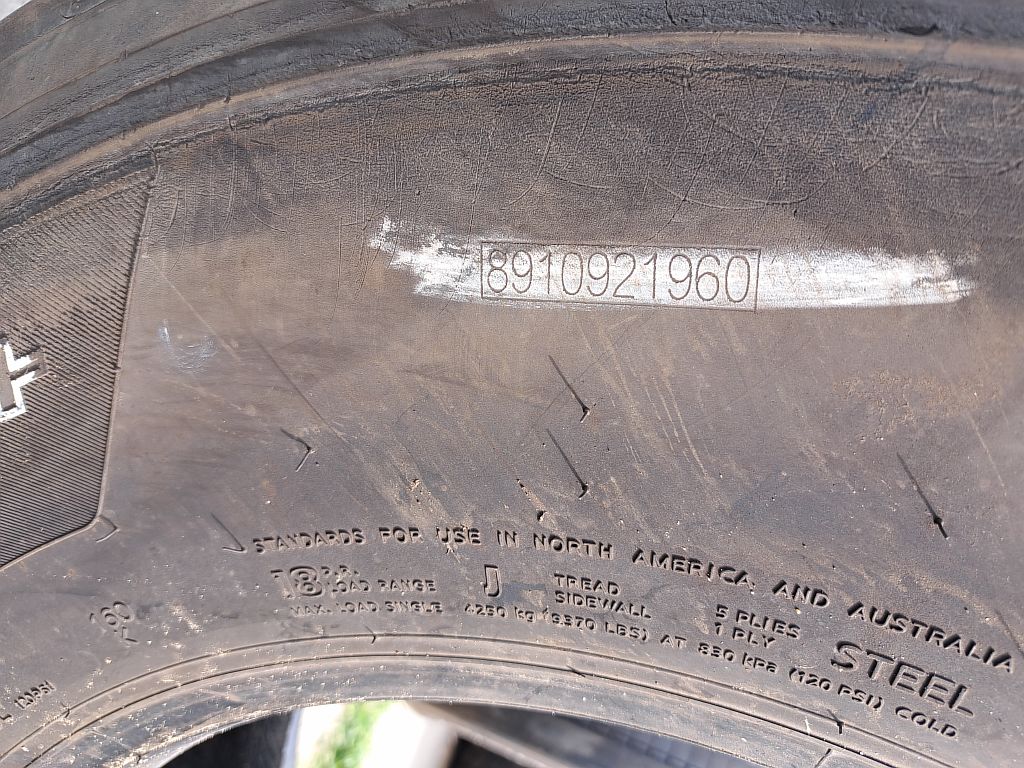 8910921960
STANDARDS FOR USE IN NORTH AMERICA AND AUSTRALIA
18 P.R.
LOAD RANGE J
TREAD 5 PLIES
SIDEWALL 1 PLY
STEEL
MAX. LOAD SINGLE 4250 kg (9370 LBS) AT 830 kPa (120 PSI) COLD
160
K